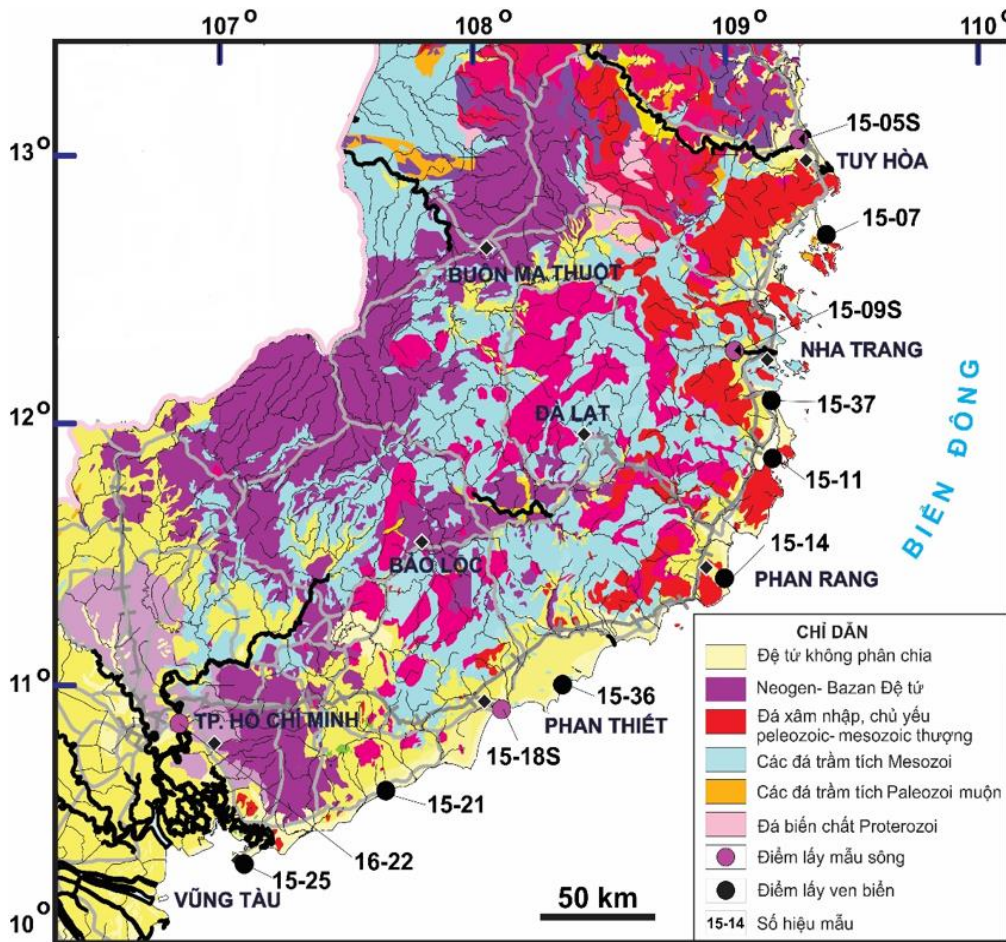 107° 108° 109° 110°
13°
12°
11°
10°
15-05S
TUY HÒA
15-07
BUÔN MA THUỘT
15-09S
NHA TRANG
15-37
ĐÀ LẠT
15-11
BIỂN ĐÔNG
BẢO LỘC
15-14
PHAN RANG
15-36
PHAN THIẾT
TP. HỒ CHÍ MINH
15-18S
15-21
16-22
15-25
VŨNG TÀU
50 km
CHỈ DẪN
Đệ tứ không phân chia
Neogen- Bazan Đệ tứ
Đá xâm nhập, chủ yếu
peleozoic- mesozoic thượng
Các đá trầm tích Mesozoi
Các đá trầm tích Paleozoi muộn
Đá biến chất Proterozoi
Điểm lấy mẫu sông
Điểm lấy ven biển
15-14 Số hiệu mẫu